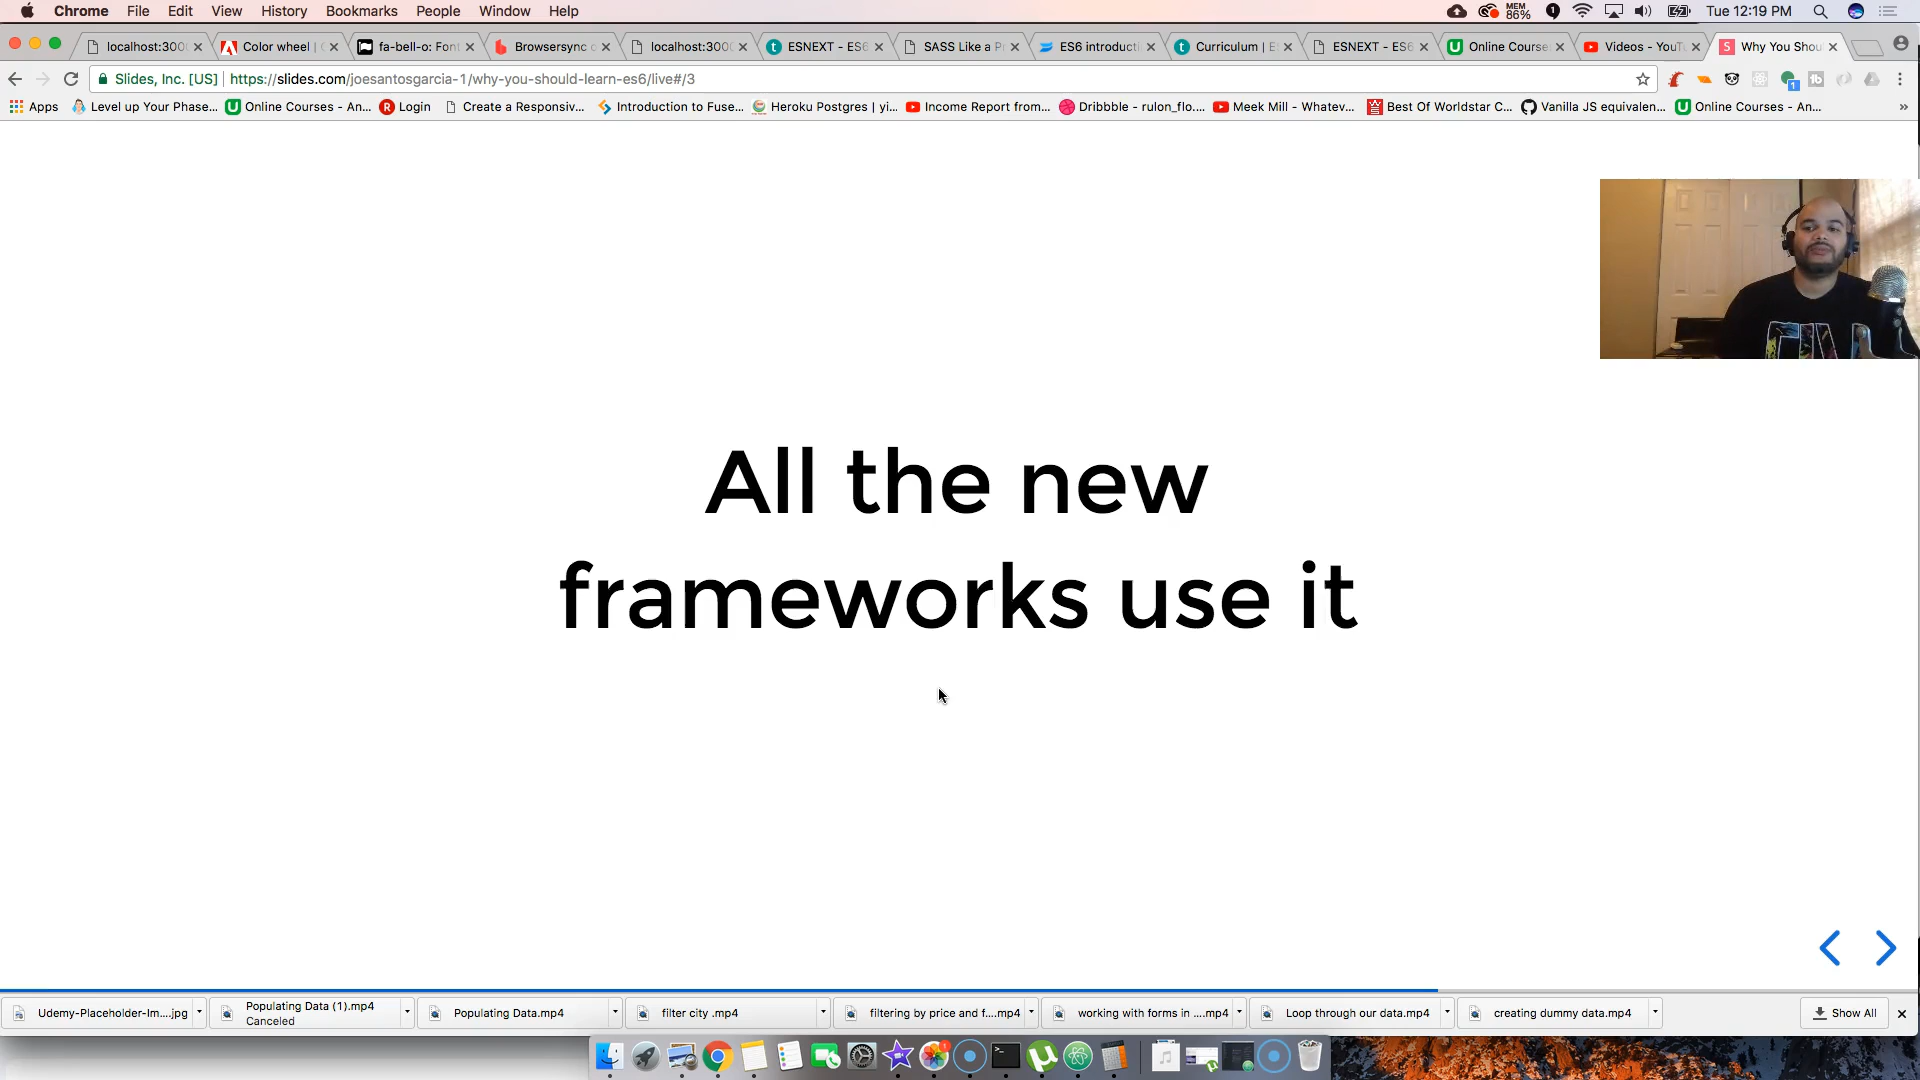 Chrome File Edit View History Bookmarks People Window Help
MEM 86% Tue 12:19 PM
localhost:300 Color wheel | fa-bell-o: Fon Browsersync localhost:300 ESNEXT - ES6 SASS Like a P ES6 introducti Curriculum | E ESNEXT - ES6 Online Course Videos - YouTu Why You Shou
Slides, Inc. [US] https://slides.com/joesantosgarcia-1/why-you-should-learn-es6/live#/3
Apps Level up Your Phase... Online Courses - An... Login Create a Responsiv... Introduction to Fuse... Heroku Postgres | yi... Income Report from... Dribbble - rulon_flo.... Meek Mill - Whatev... Best Of Worldstar C... Vanilla JS equivalen... Online Courses - An...
All the new
frameworks use it
Udemy-Placeholder-Im....jpg Populating Data (1).mp4 Populating Data.mp4 filter city .mp4 filtering by price and f....mp4 working with forms in ....mp4 Loop through our data.mp4 creating dummy data.mp4 Show All
Canceled